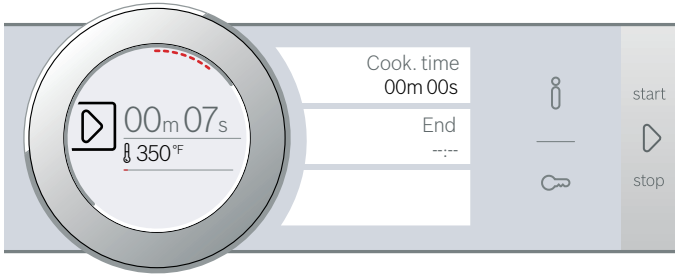 00m 07s
350°F
Cook. time
00m 00s
End
--:--
start
stop